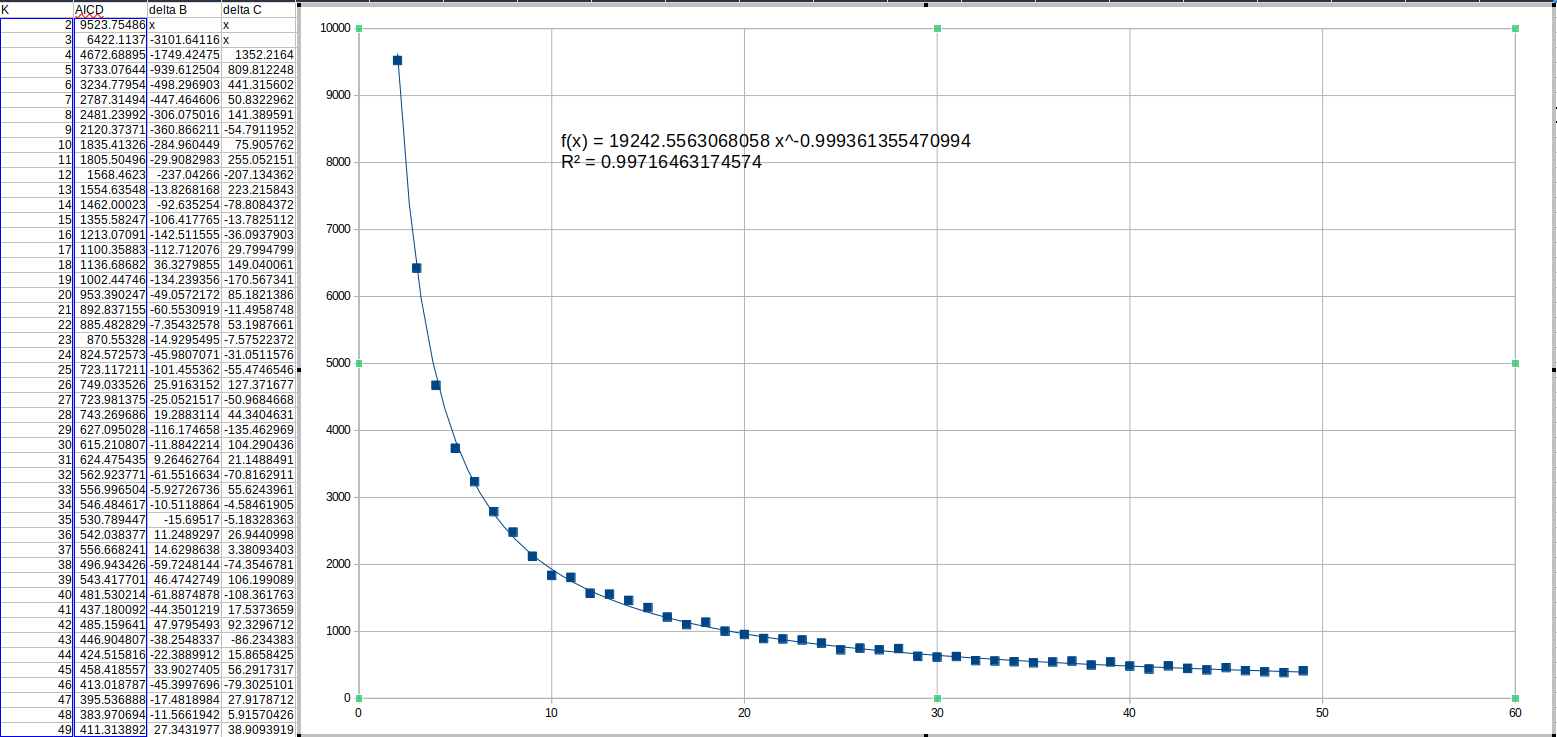 K AICD delta B delta C
2 9523.75486 x x
3 6422.1137 -3101.64116 x
4 4672.68895 -1749.42475 1352.2164
5 3733.07644 -939.612504 809.812248
6 3234.77954 -498.296903 441.315602
7 2787.31494 -447.464606 50.8322962
8 2481.23992 -306.075016 141.389591
9 2120.37371 -360.866211 -54.7911952
10 1835.41326 -284.960449 75.905762
11 1805.50496 -29.9082983 255.052151
12 1568.4623 -237.04266 -207.134362
13 1554.63548 -13.8268168 223.215843
14 1462.00023 -92.635254 -78.8084372
15 1355.58247 -106.417765 -13.7825112
16 1213.07091 -142.511555 -36.0937903
17 1100.35883 -112.712076 29.7994799
18 1136.68682 36.3279855 149.040061
19 1002.44746 -134.239356 -170.567341
20 953.390247 -49.0572172 85.1821386
21 892.837155 -60.5530919 -11.4958748
22 885.482829 -7.35432578 53.1987661
23 870.55328 -14.9295495 -7.57522372
24 824.572573 -45.9807071 -31.0511576
25 723.117211 -101.455362 -55.4746546
26 749.033526 25.9163152 127.371677
27 723.981375 -25.0521517 -50.9684668
28 743.269686 19.2883114 44.3404631
29 627.095028 -116.174658 -135.462969
30 615.210807 -11.8842214 104.290436
31 624.475435 9.26462764 21.1488491
32 562.923771 -61.5516634 -70.8162911
33 556.996504 -5.92726736 55.6243961
34 546.484617 -10.5118864 -4.58461905
35 530.789447 -15.69517 -5.18328363
36 542.038377 11.2489297 26.9440998
37 556.668241 14.6298638 3.38093403
38 496.943426 -59.7248144 -74.3546781
39 543.417701 46.4742749 106.199089
40 481.530214 -61.8874878 -108.361763
41 437.180092 -44.3501219 17.5373659
42 485.159641 47.9795493 92.3296712
43 446.904807 -38.2548337 -86.234383
44 424.515816 -22.3889912 15.8658425
45 458.418557 33.9027405 56.2917317
46 413.018787 -45.3997696 -79.3025101
47 395.536888 -17.4818984 27.9178712
48 383.970694 -11.5661942 5.91570426
49 411.313892 27.3431977 38.9093919
10000
9000
8000
7000
6000
5000
4000
3000
2000
1000
0
f(x) = 19242.5563068058 x^-0.999361355470994
R² = 0.99716463174574
0 10 20 30 40 50 60